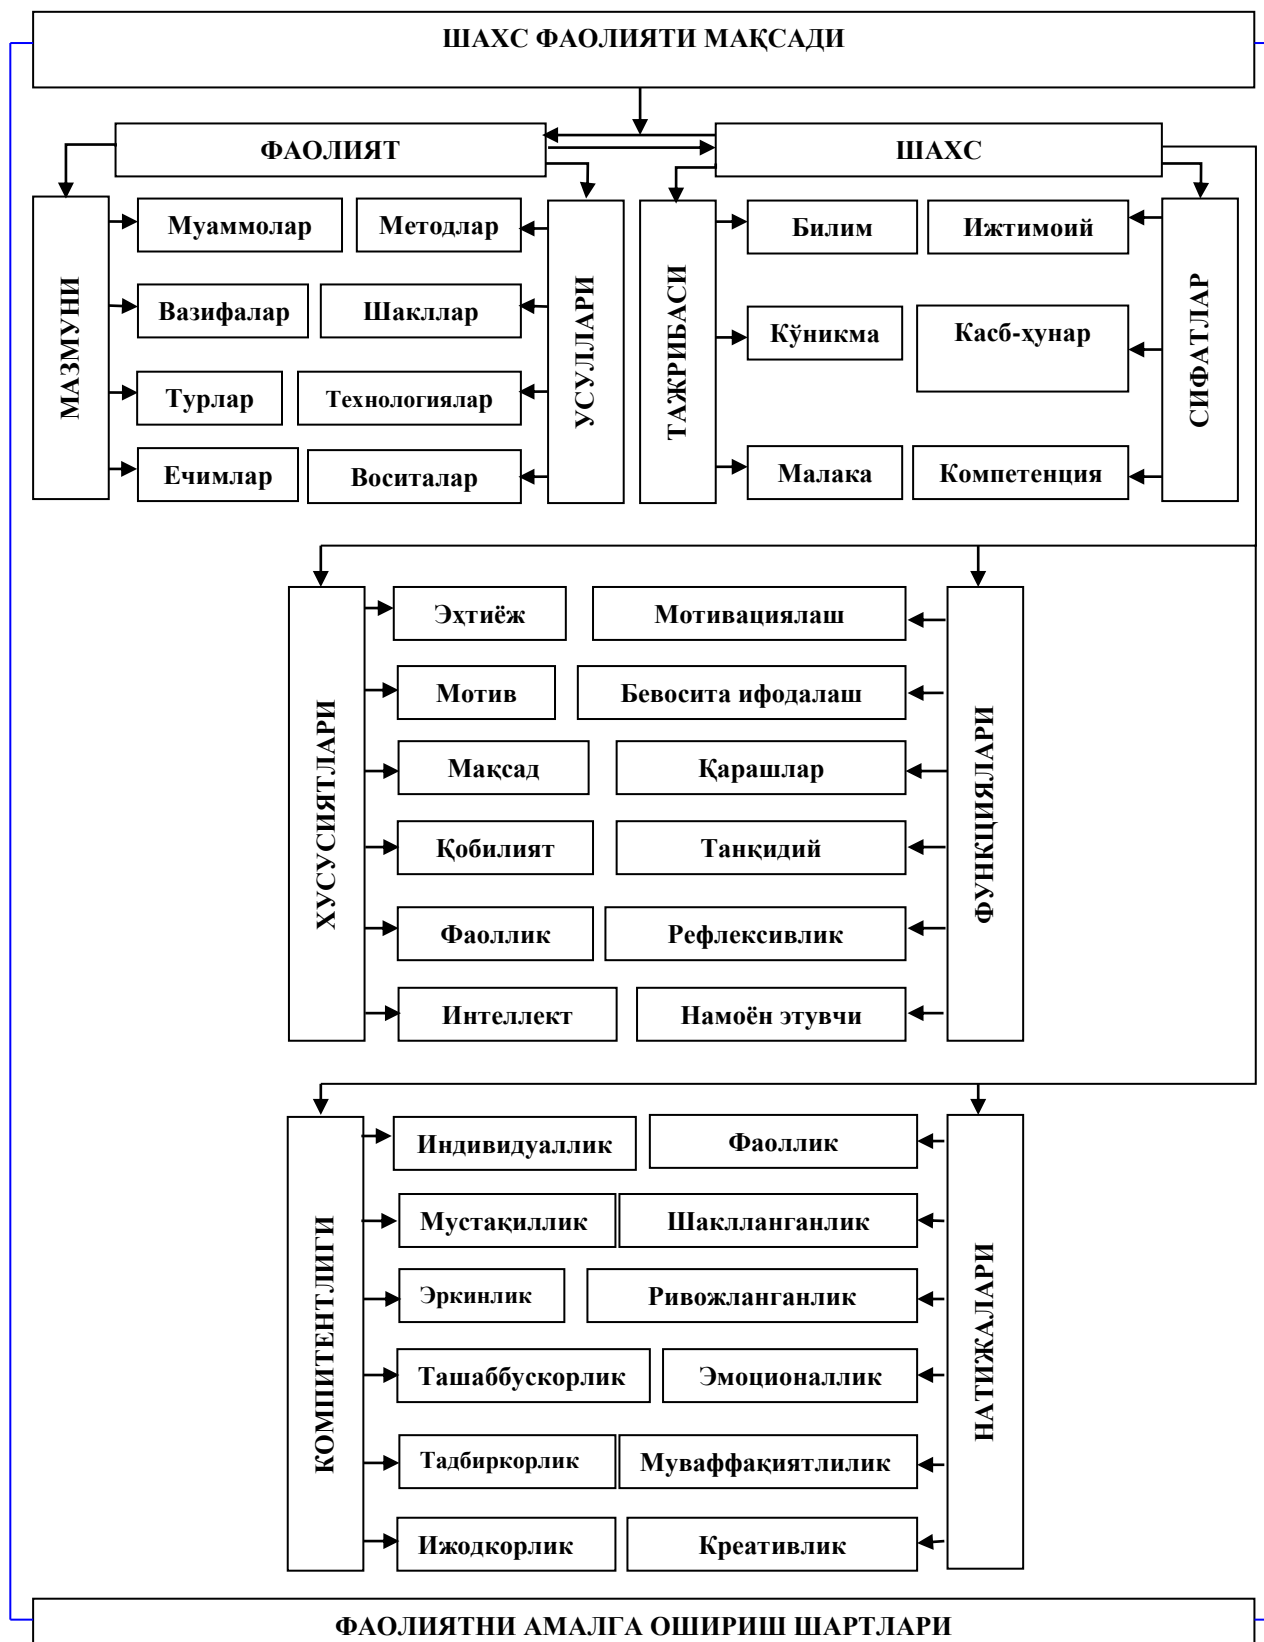 ШАХС ФАОЛИЯТИ МАҚСАДИ
ФАОЛИЯТ
ШАХС
МАЗМУНИ
Муаммолар
Вазифалар
Турлар
Ечимлар
Методлар
Шакллар
Технологиялар
Воситалар
УСУЛЛАРИ
ТАЖРИБАСИ
Билим
Кўникма
Малака
Ижтимоий
Касб-ҳунар
Компетенция
СИФАТЛАР
ХУСУСИЯТЛАРИ
Эҳтиёж
Мотив
Мақсад
Қобилият
Фаоллик
Интеллект
Мотивациялаш
Бевосита ифодалаш
Қарашлар
Танқидий
Рефлексивлик
Намоён этувчи
ФУНКЦИЯЛАРИ
КОМПИТЕНТЛИГИ
Индивидуаллик
Мустақиллик
Эркинлик
Ташаббускорлик
Тадбиркорлик
Ижодкорлик
Фаоллик
Шаклланганлик
Ривожланганлик
Эмоционаллик
Муваффақиятлилик
Креативлик
НАТИЖАЛАРИ
ФАОЛИЯТНИ АМАЛГА ОШИРИШ ШАРТЛАРИ